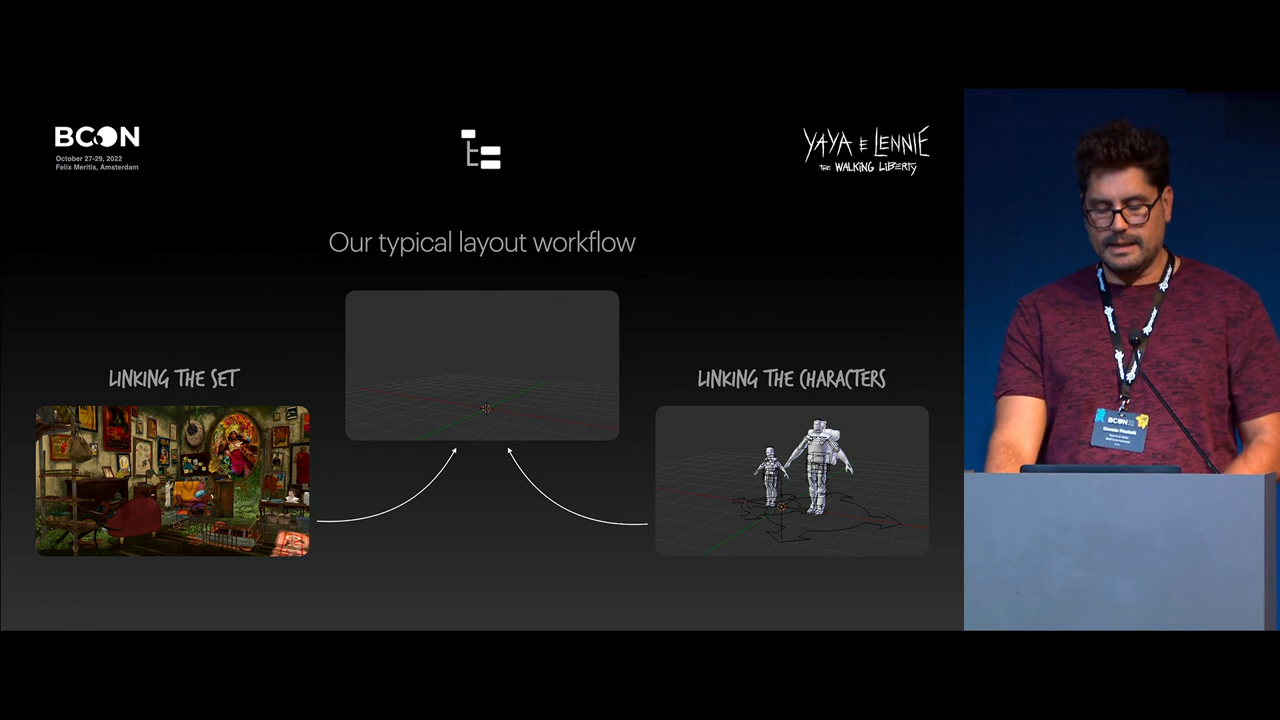 BCON
October 27-29, 2022
Felix Meritis, Amsterdam
YAYA E LENNIE
THE WALKING LIBERTY
Our typical layout workflow
LINKING THE SET
LINKING THE CHARACTERS
BCON22